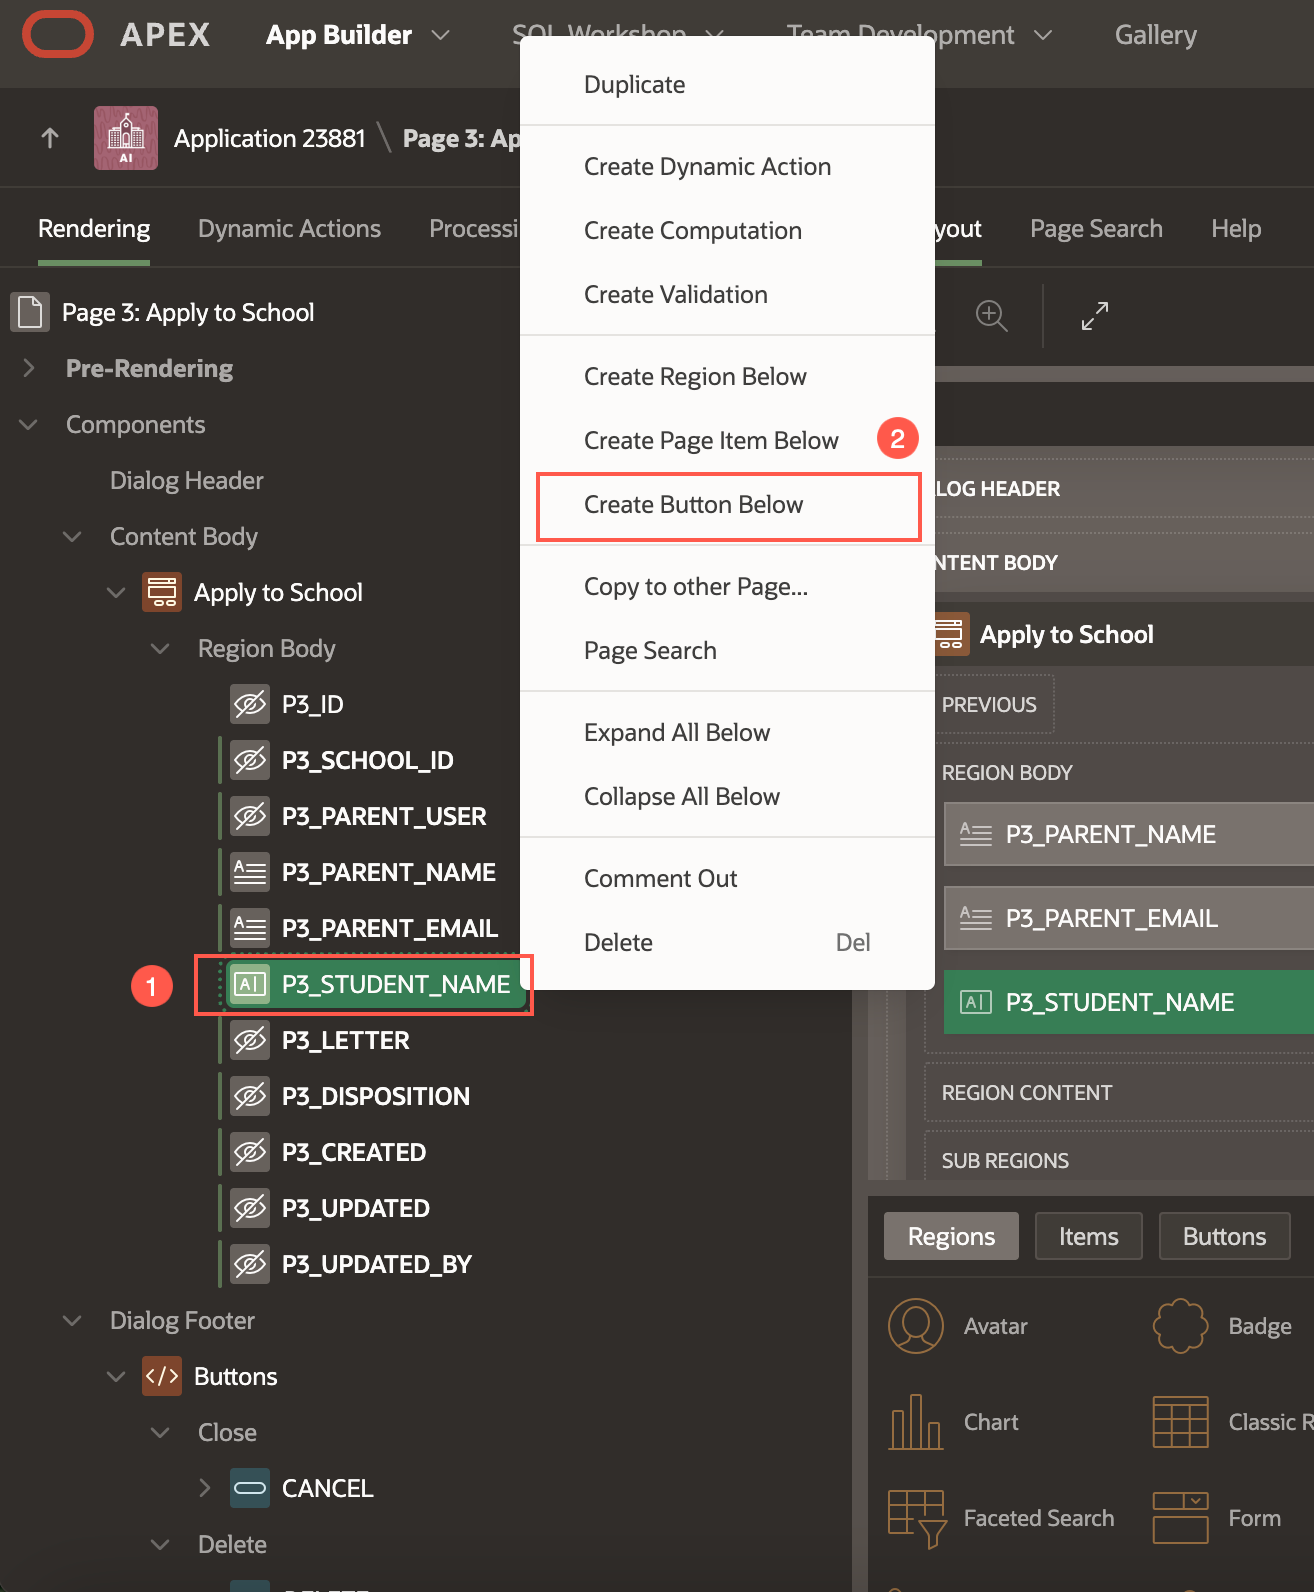 APEX App Builder SQL Workshop Team Development Gallery
AI
Application 23881 \ Page 3: Ap
Rendering Dynamic Actions Processi
yout Page Search Help
Duplicate
Create Dynamic Action
Create Computation
Create Validation
Create Region Below
Create Page Item Below 2
Create Button Below
Copy to other Page...
Page Search
Expand All Below
Collapse All Below
Comment Out
Delete Del
Page 3: Apply to School
Pre-Rendering
Components
Dialog Header
Content Body
Apply to School
Region Body
P3_ID
P3_SCHOOL_ID
P3_PARENT_USER
P3_PARENT_NAME
P3_PARENT_EMAIL
1 P3_STUDENT_NAME
P3_LETTER
P3_DISPOSITION
P3_CREATED
P3_UPDATED
P3_UPDATED_BY
Dialog Footer
Buttons
Close
CANCEL
Delete
LOG HEADER
NTENT BODY
Apply to School
PREVIOUS
REGION BODY
P3_PARENT_NAME
P3_PARENT_EMAIL
P3_STUDENT_NAME
REGION CONTENT
SUB REGIONS
Regions Items Buttons
Avatar Badge
Chart Classic R
Faceted Search Form